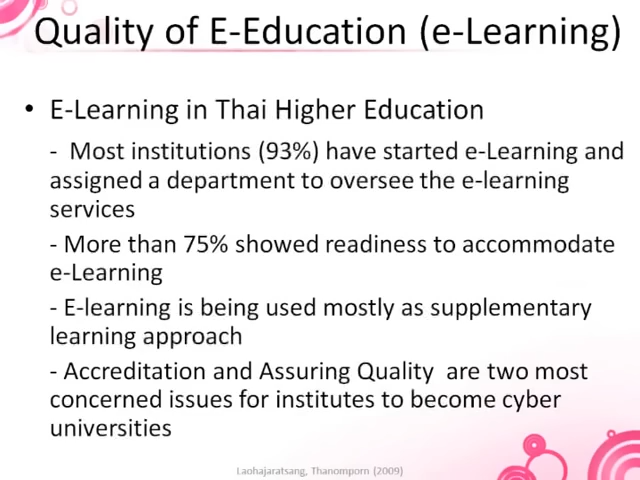 Quality of E-Education (e-Learning)
• E-Learning in Thai Higher Education
- Most institutions (93%) have started e-Learning and
assigned a department to oversee the e-learning
services
- More than 75% showed readiness to accommodate
e-Learning
- E-learning is being used mostly as supplementary
learning approach
- Accreditation and Assuring Quality are two most
concerned issues for institutes to become cyber
universities
Laohajaratsang, Thanomporn (2009)